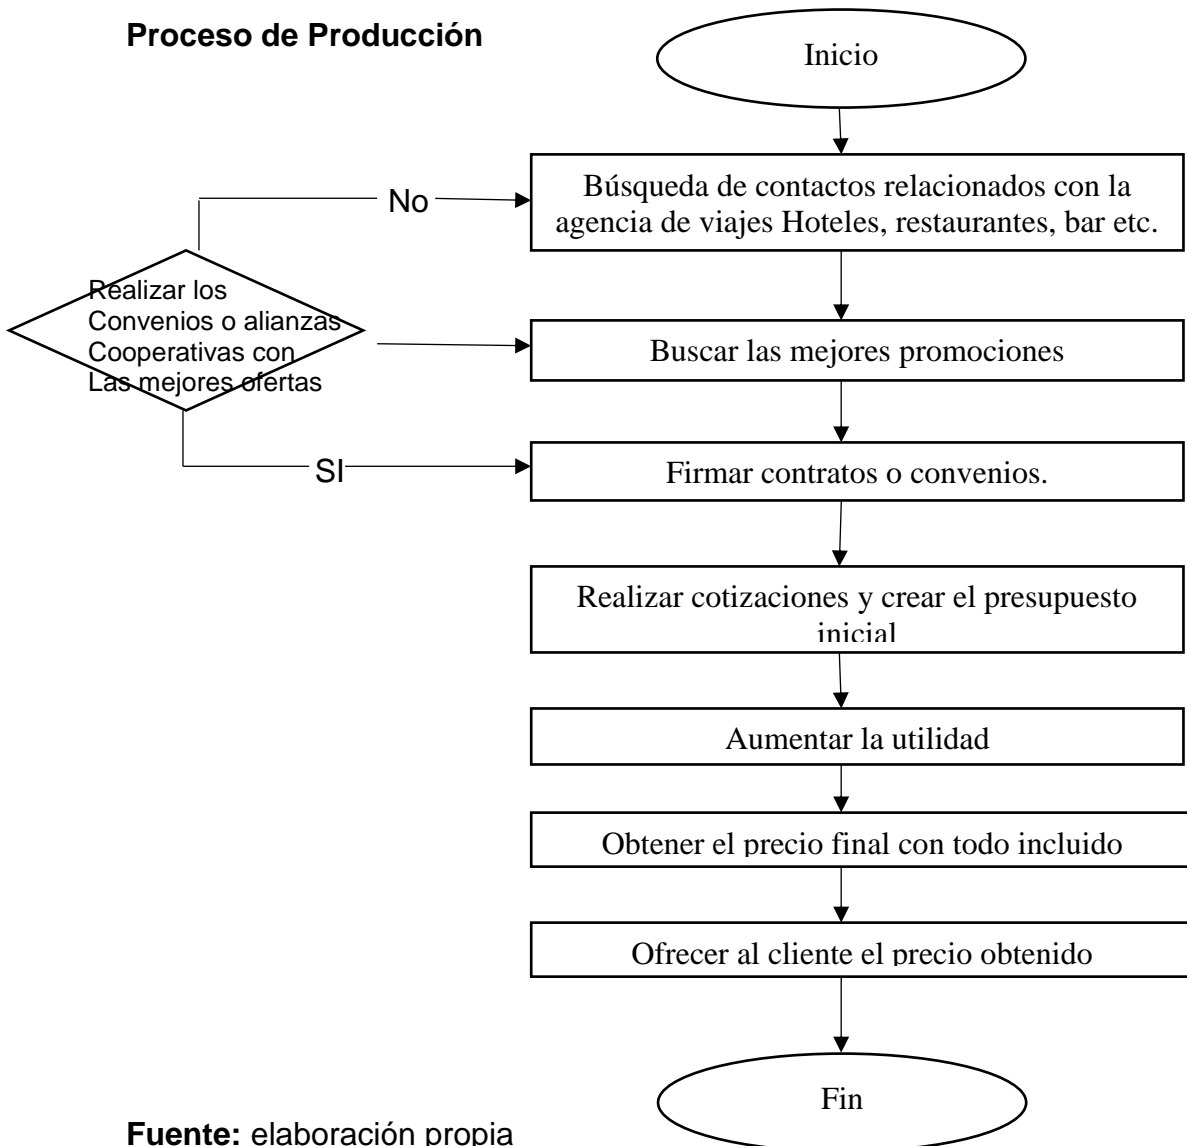 Proceso de Producción
Inicio
No
Búsqueda de contactos relacionados con la
agencia de viajes Hoteles, restaurantes, bar etc.
Realizar los
Convenios o alianzas
Cooperativas con
Las mejores ofertas
Buscar las mejores promociones
SI
Firmar contratos o convenios.
Realizar cotizaciones y crear el presupuesto
inicial
Aumentar la utilidad
Obtener el precio final con todo incluido
Ofrecer al cliente el precio obtenido
Fin
Fuente: elaboración propia